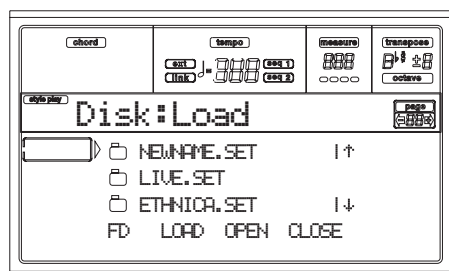 chord tempo measure transpose
ext link seq 1 seq 2 octave
style play Disk:Load page
NEWNAME.SET
LIVE.SET
ETHNICA.SET
FD LOAD OPEN CLOSE